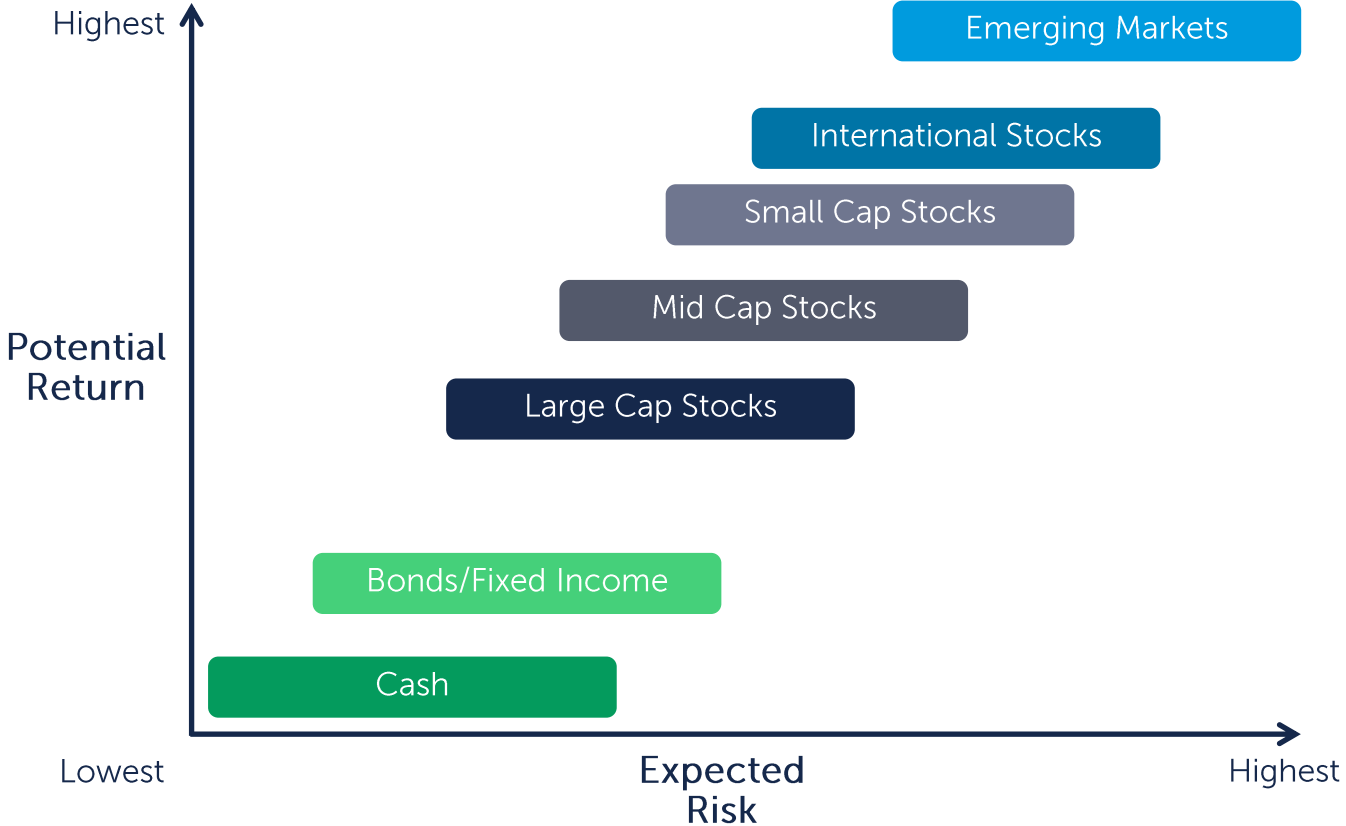 Highest
Emerging Markets
International Stocks
Small Cap Stocks
Mid Cap Stocks
Potential
Return
Large Cap Stocks
Bonds/Fixed Income
Cash
Lowest
Expected
Risk
Highest